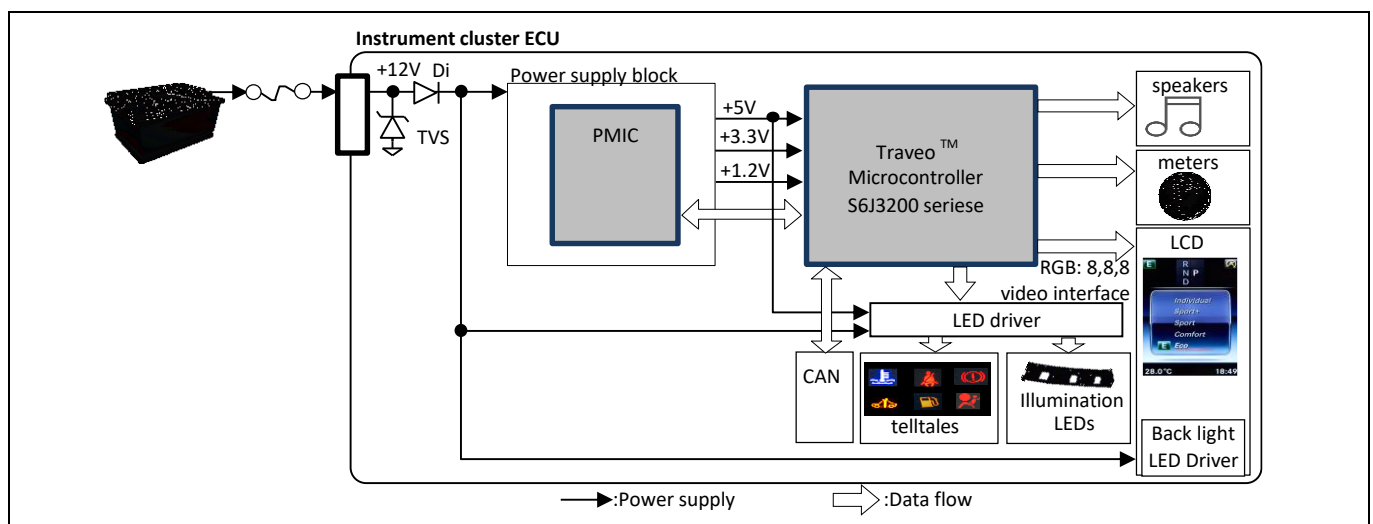 Instrument cluster ECU
+12V
Di
TVS
Power supply block
PMIC
+5V
+3.3V
+1.2V
Traveo TM
Microcontroller
S6J3200 seriese
speakers
meters
LCD
RGB: 8,8,8
video interface
E
R
N P
D
Individual
Sport+
Sport
Comfort
E Eco
28.0°C 18:49
LED driver
CAN
telltales
Illumination
LEDs
Back light
LED Driver
:Power supply
:Data flow